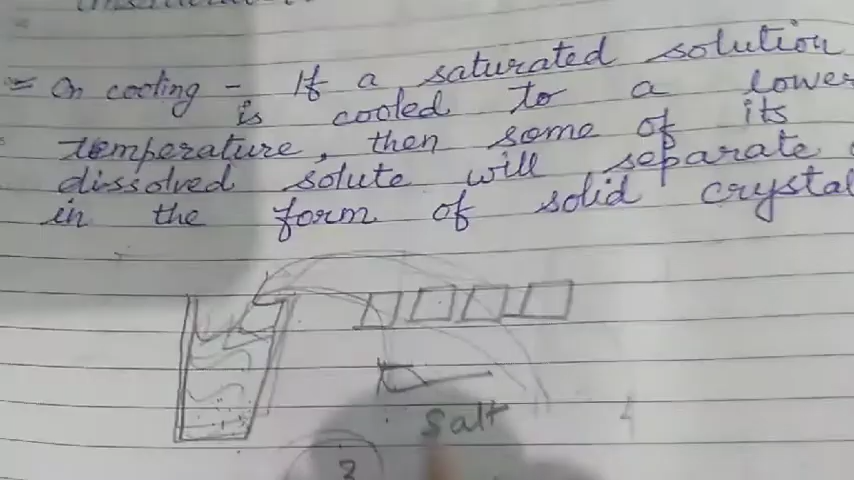 = On cooling - If a saturated solution
is cooled to a lower
temperature, then some of its
dissolved solute will separate
in the form of solid crystal
Salt
3